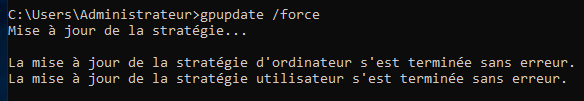 C:\Users\Administrateur>gpupdate /force
Mise à jour de la stratégie...
La mise à jour de la stratégie d'ordinateur s'est terminée sans erreur.
La mise à jour de la stratégie utilisateur s'est terminée sans erreur.